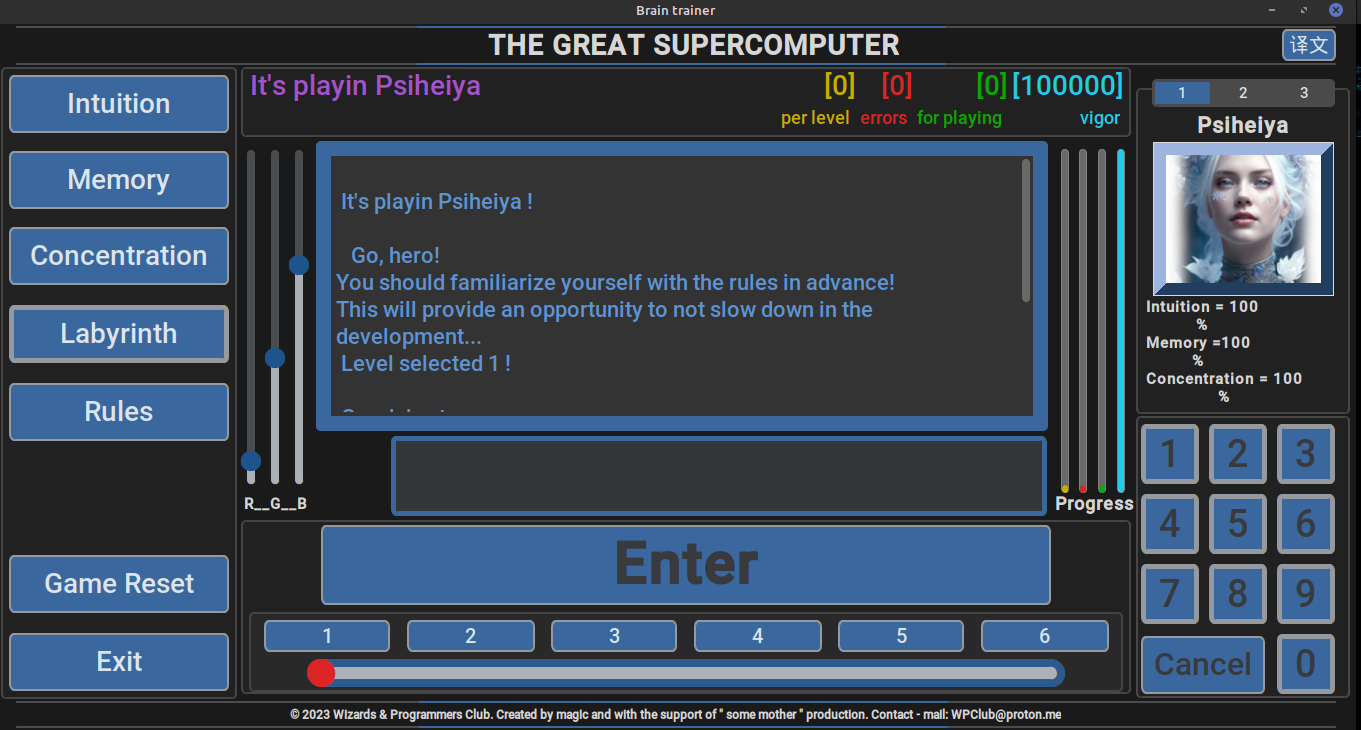 Brain trainer
THE GREAT SUPERCOMPUTER
译文
Intuition
Memory
Concentration
Labyrinth
Rules
Game Reset
Exit
It's playin Psiheiya
[0] [0] [0] [100000]
per level errors for playing vigor
It's playin Psiheiya !
Go, hero!
You should familiarize yourself with the rules in advance!
This will provide an opportunity to not slow down in the
development...
Level selected 1 !
R__G__B
Progress
Enter
1 2 3 4 5 6
1 2 3
Psiheiya
Intuition = 100
%
Memory =100
%
Concentration = 100
%
1 2 3
4 5 6
7 8 9
Cancel 0
© 2023 Wizards & Programmers Club. Created by magic and with the support of " some mother " production. Contact - mail: WPClub@proton.me